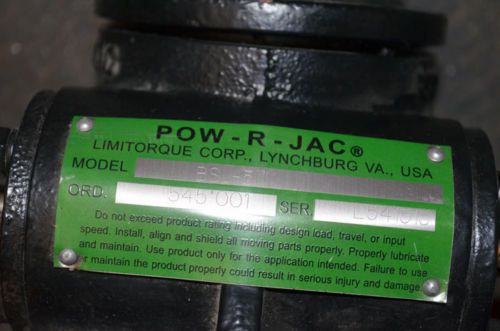 POW-R-JAC®
LIMITORQUE CORP., LYNCHBURG VA., USA
MODEL
ORD. 545*001 SER.
Do not exceed product rating including design load, travel, or input
speed. Install, align and shield all moving parts properly. Properly lubricate
and maintain. Use product only for the application intended. Failure to use
or maintain the product properly could result in serious injury and damage.